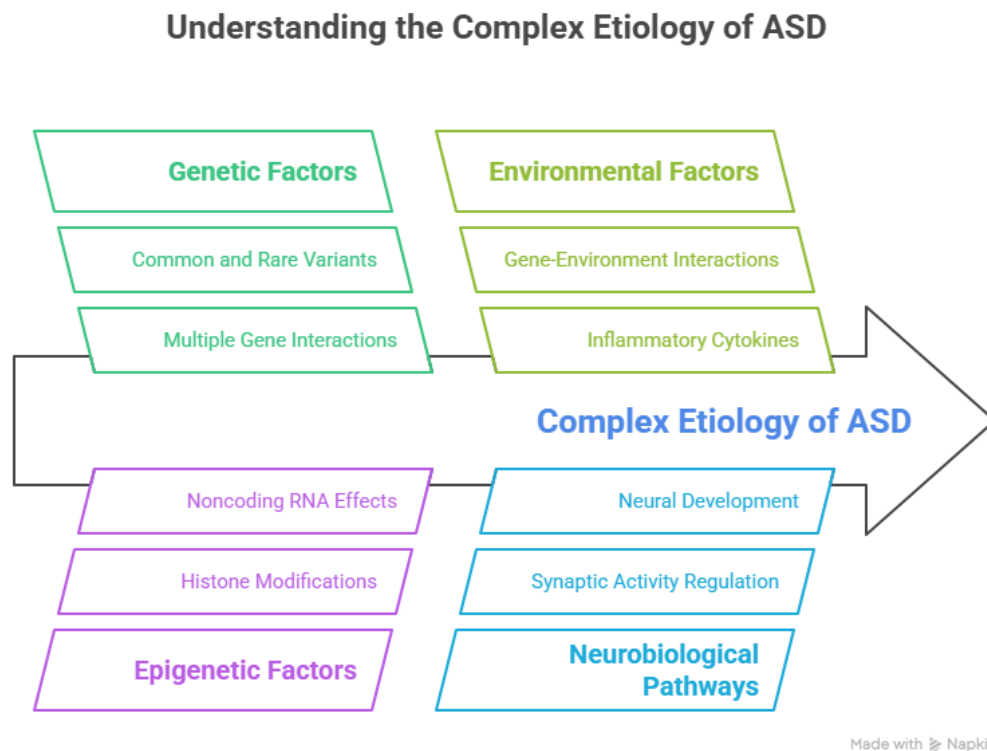 Understanding the Complex Etiology of ASD
Genetic Factors
Common and Rare Variants
Multiple Gene Interactions
Environmental Factors
Gene-Environment Interactions
Inflammatory Cytokines
Complex Etiology of ASD
Noncoding RNA Effects
Histone Modifications
Epigenetic Factors
Neural Development
Synaptic Activity Regulation
Neurobiological
Pathways
Made with Napki